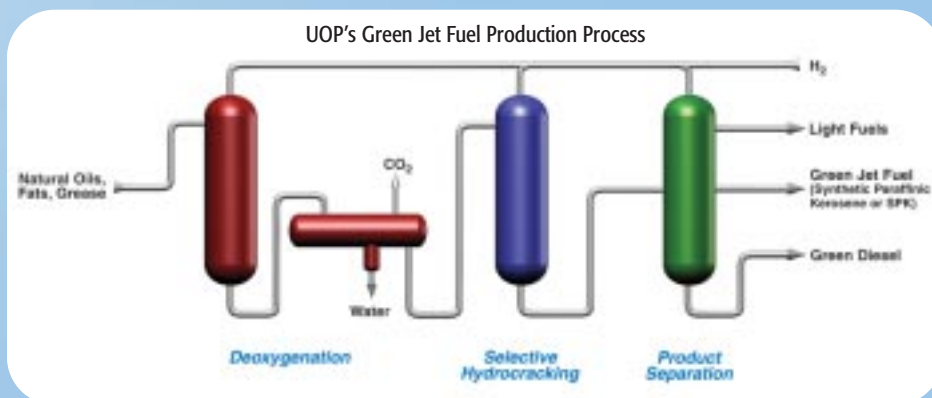 UOP's Green Jet Fuel Production Process
H₂
Light Fuels
CO₂
Natural Oils,
Fats, Grease
Green Jet Fuel
(Synthetic Paraffinic
Kerosene or SPK)
Green Diesel
Water
Deoxygenation
Selective
Hydrocracking
Product
Separation